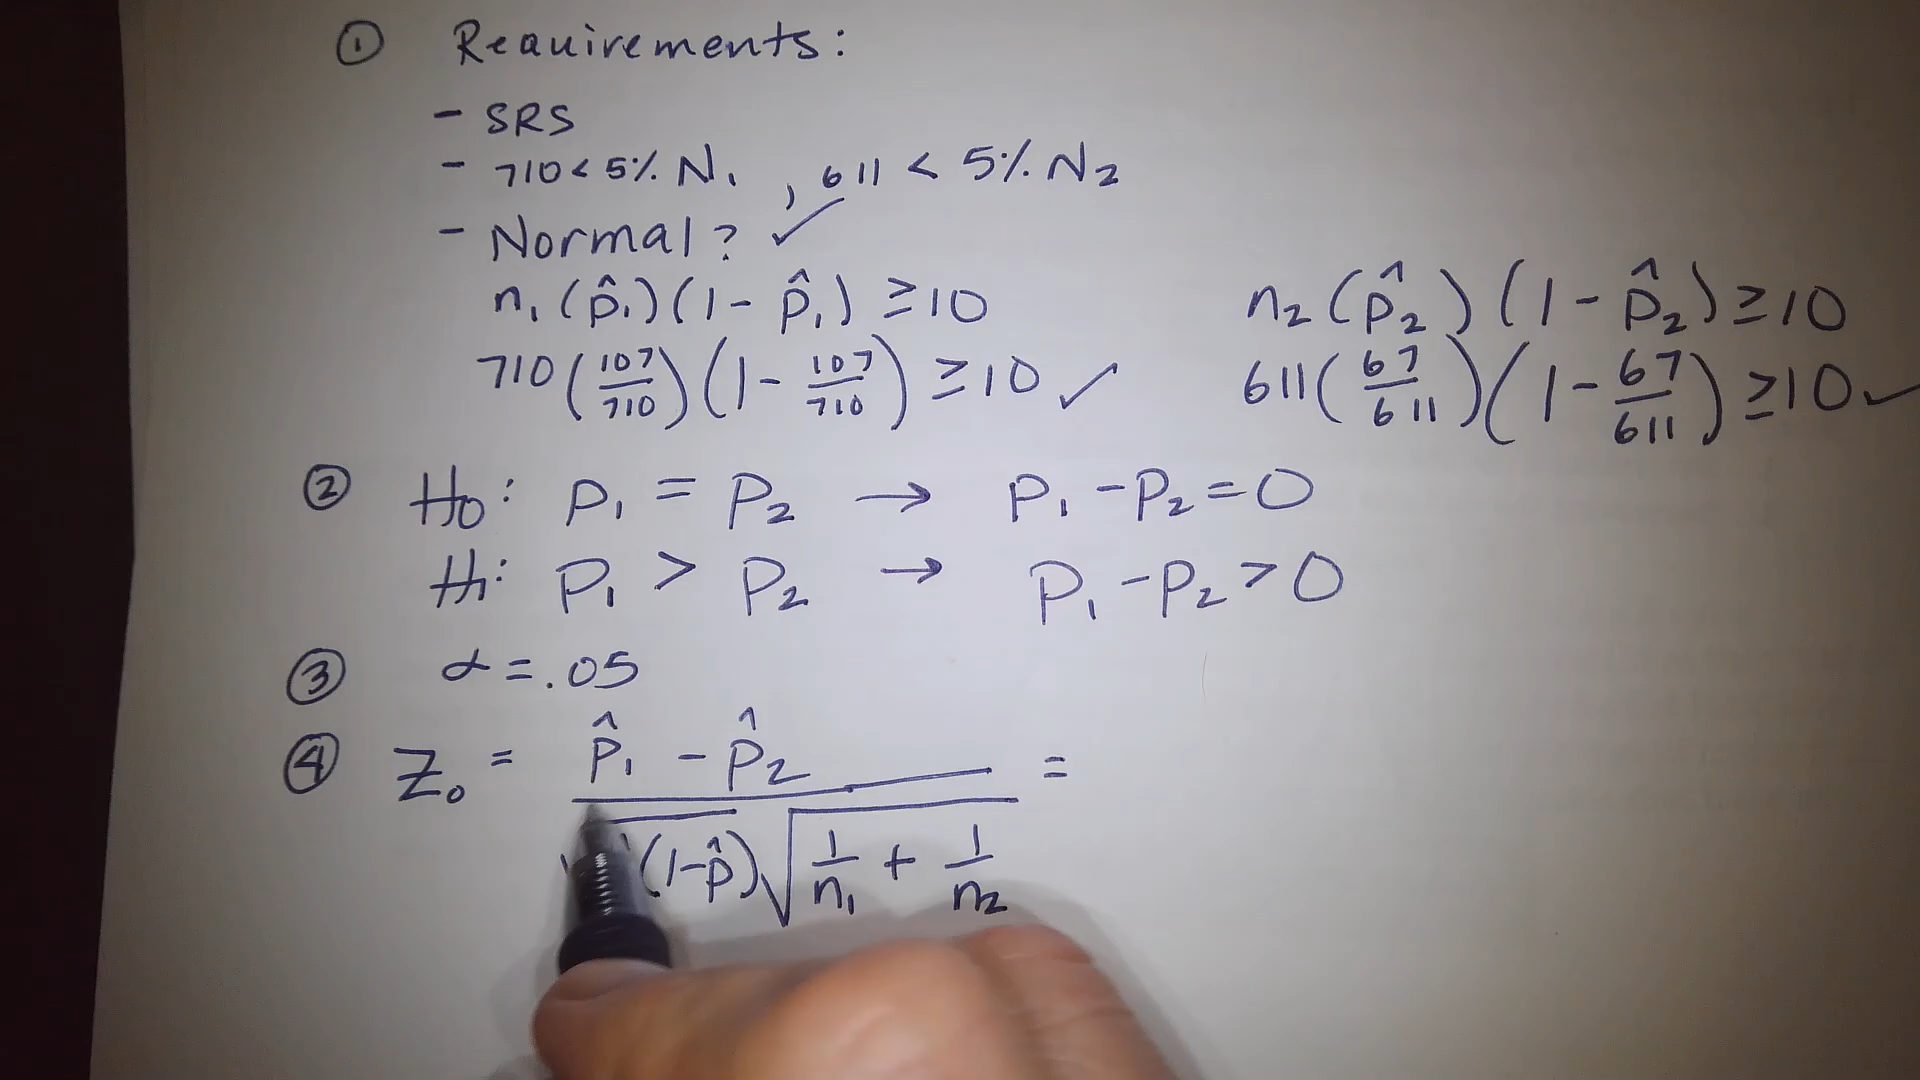 ① Reauirements:
- SRS
- 710 < 5% N₁ , 611 < 5% N₂
- Normal? ✓
n₁(p̂₁)(1 - p̂₁) ≥ 10 n₂(p̂₂)(1 - p̂₂) ≥ 10
710(107/710)(1 - 107/710) ≥ 10 ✓ 611(67/611)(1 - 67/611) ≥ 10 ✓
② H₀: p₁ = p₂ → p₁ - p₂ = 0
H₁: p₁ > p₂ → p₁ - p₂ > 0
③ α = .05
④ Z₀ = p̂₁ - p̂₂ =
(1-p̂) √(1/n₁ + 1/n₂)